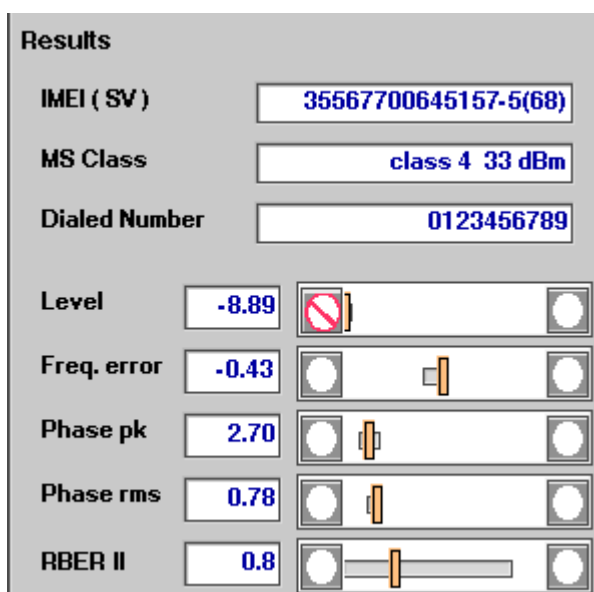 Results
IMEI ( SV ) 35567700645157-5(68)
MS Class class 4 33 dBm
Dialed Number 0123456789
Level -8.89
Freq. error -0.43
Phase pk 2.70
Phase rms 0.78
RBER II 0.8